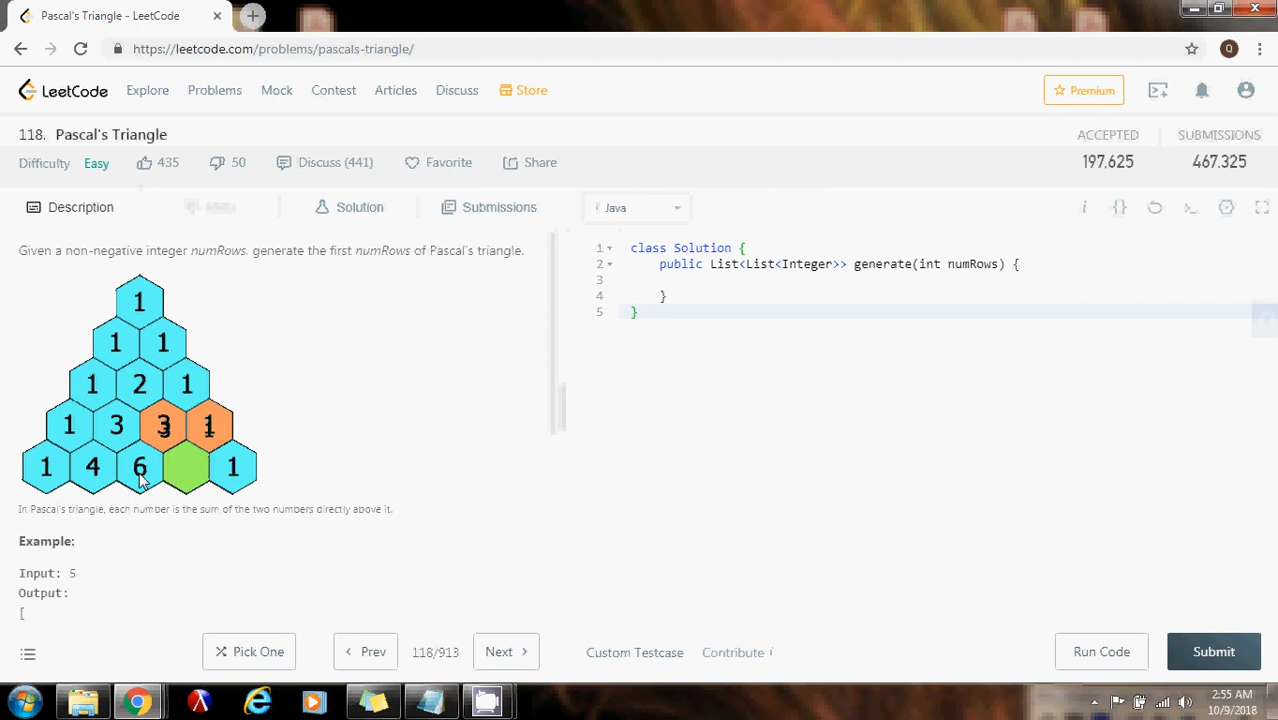 Pascal's Triangle - LeetCode
https://leetcode.com/problems/pascals-triangle/
Q
LeetCode Explore Problems Mock Contest Articles Discuss Store Premium
118. Pascal's Triangle
ACCEPTED SUBMISSIONS
Difficulty Easy 435 50 Discuss (441) Favorite Share
197,625 467,325
Description Solution Submissions Java
Given a non-negative integer numRows, generate the first numRows of Pascal's triangle.
1
1 1
1 2 1
1 3 3 1
1 4 6 1
In Pascal's triangle, each number is the sum of the two numbers directly above it.
Example:
Input: 5
Output:
[
1 class Solution {
2 public List<List<Integer>> generate(int numRows) {
3
4 }
5 }
Pick One Prev 118/913 Next Custom Testcase Contribute i Run Code Submit
2:55 AM
10/9/2018